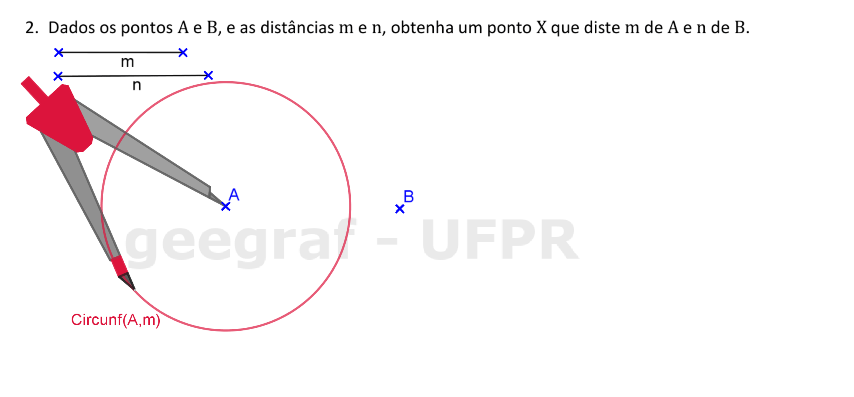 2. Dados os pontos A e B, e as distâncias m e n, obtenha um ponto X que diste m de A e n de B.
m
n
A
B
geegraf - UFPR
Circunf(A,m)